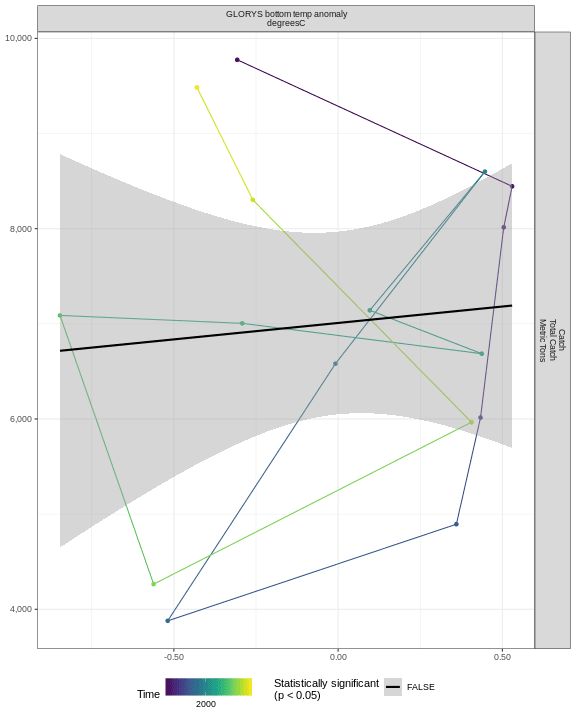 GLORYS bottom temp anomaly
degreesC
10,000
8,000
6,000
4,000
Catch
Total Catch
Metric Tons
-0.50
0.00
0.50
Time
2000
Statistically significant
(p < 0.05)
FALSE